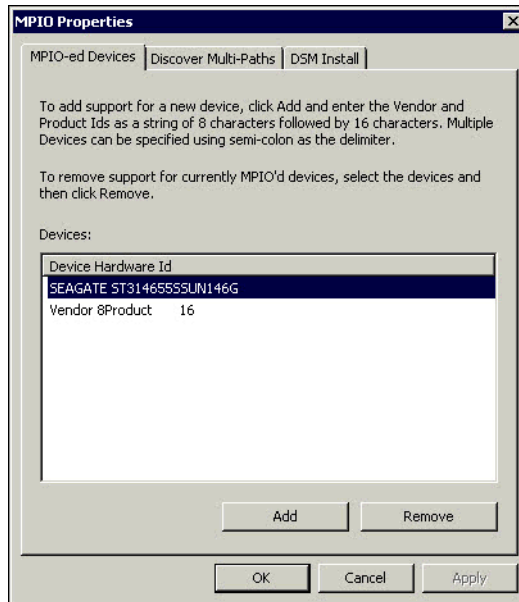 MPIO Properties
MPIO-ed Devices
Discover Multi-Paths
DSM Install
To add support for a new device, click Add and enter the Vendor and
Product Ids as a string of 8 characters followed by 16 characters. Multiple
Devices can be specified using semi-colon as the delimiter.
To remove support for currently MPIO'd devices, select the devices and
then click Remove.
Devices:
Device Hardware Id
SEAGATE ST314655SSUN146G
Vendor 8Product      16
Add
Remove
OK
Cancel
Apply